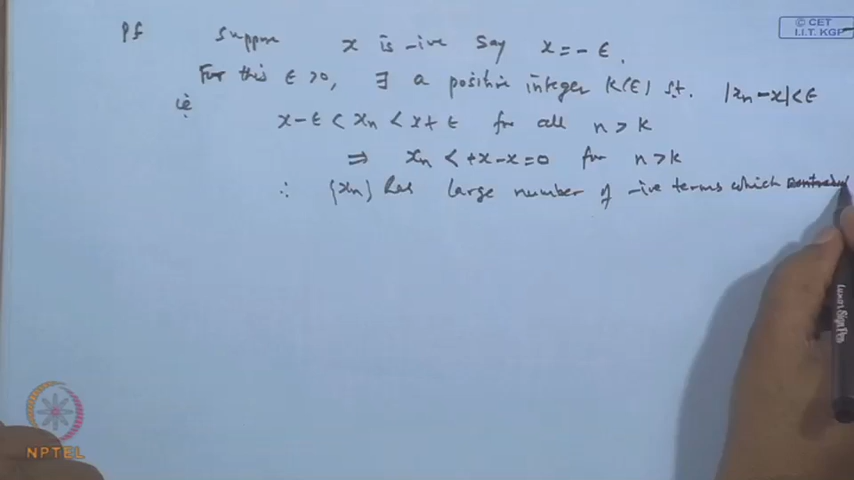 © CET
I.I.T. KGP
Pf Suppose x is -ive say x = - ε.
For this ε > 0, ∃ a positive integer K(ε) s.t. |xn - x| < ε
ie x - ε < xn < x + ε for all n > K
⇒ xn < +x - x = 0 for n > K
∴ {xn} has large number of -ive terms which
NPTEL